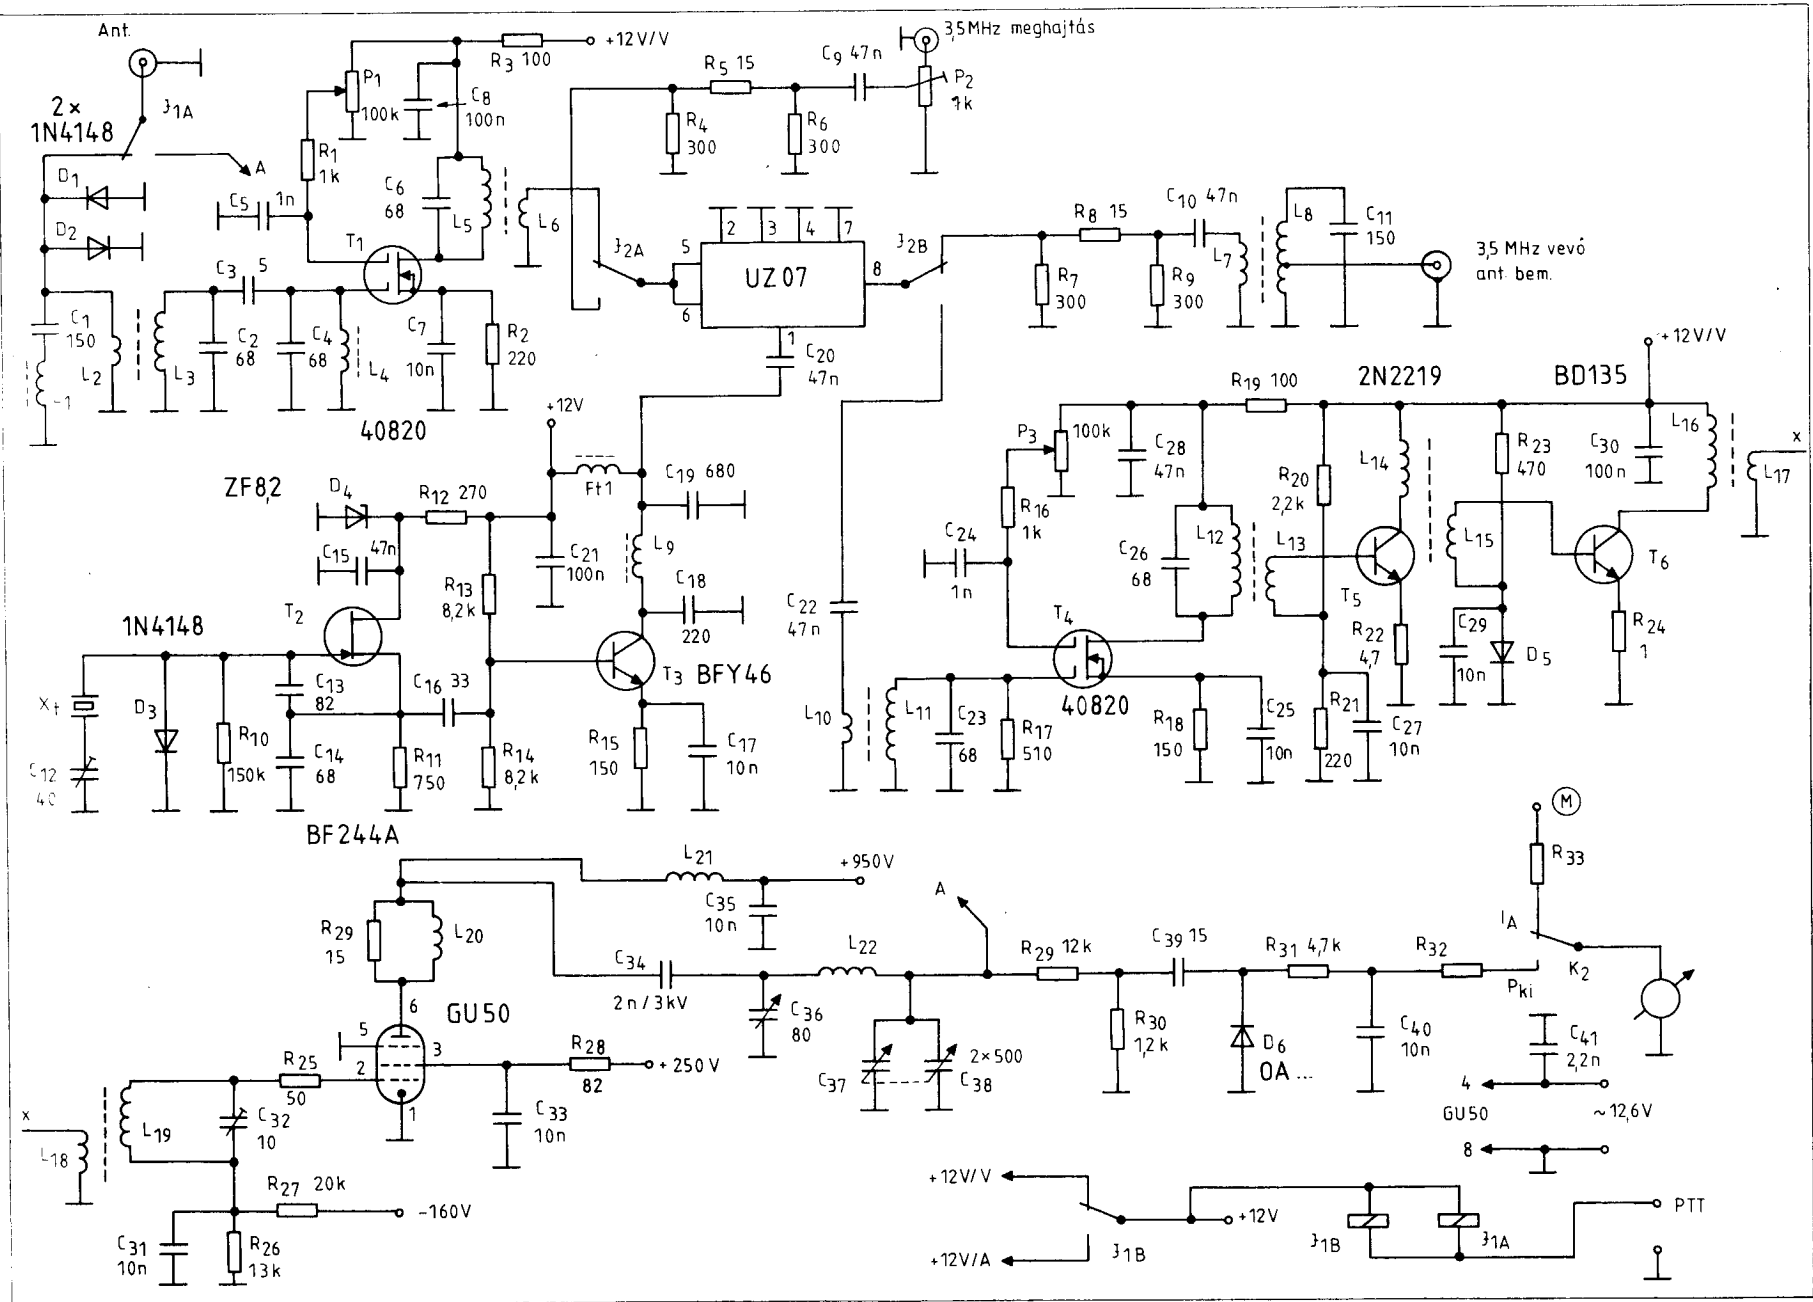 Ant.
J1A
2×
1N4148
D1
D2
A
C5
1n
R1
1k
P1
100k
R3 100
+12V/V
C8
100n
C6
68
L5
L6
T1
C3
5
C1
150
L2
L3
C2
68
C4
68
L4
C7
10n
R2
220
40820
R5 15
R4
300
R6
300
C9 47n
3,5MHz meghajtás
P2
1k
J2A
5
6
2
3
4
7
UZ07
8
1
C20
47n
J2B
R8 15
R7
300
R9
300
C10 47n
L7
L8
C11
150
3,5 MHz vevő
ant. bem.
ZF8,2
D4
R12 270
C15
47n
+12V
Ft1
C19 680
L9
C21
100n
C18
220
R13
8,2k
1N4148
T2
Xt
D3
C12
40
R10
150k
C13
82
C14
68
C16 33
R11
750
R14
8,2k
T3
BFY46
R15
150
C17
10n
BF244A
C22
47n
C24
1n
P3
100k
R16
1k
C28
47n
R19 100
C26
68
L12
L13
T4
40820
L10
L11
C23
68
R17
510
R18
150
C25
10n
R20
2,2k
2N2219
L14
T5
R22
4,7
R21
220
C27
10n
BD135
+12V/V
R23
470
L15
C29
10n
D5
C30
100n
L16
L17
x
T6
R24
1
L21
+950V
C35
10n
R29
15
L20
6
GU50
5
2
3
1
R28
82
+250V
C33
10n
R25
50
x
L18
L19
C32
10
R27 20k
-160V
C31
10n
R26
13k
C34
2n/3kV
C36
80
L22
A
C37
2×500
C38
R29 12k
R30
1,2k
C39 15
D6
OA...
R31 4,7k
C40
10n
R32
Pki
M
R33
IA
K2
C41
2,2n
4
GU50
8
~12,6V
+12V/V
+12V/A
J1B
+12V
J1B
J1A
PTT